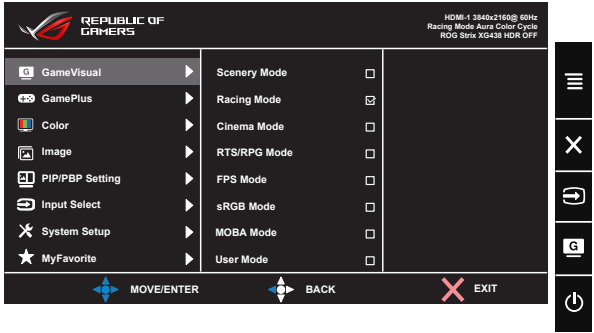 REPUBLIC OF
GAMERS
HDMI-1 3840x2160@ 60Hz
Racing Mode Aura Color Cycle
ROG Strix XG438 HDR OFF
G GameVisual
GamePlus
Color
Image
PIP/PBP Setting
Input Select
System Setup
MyFavorite
Scenery Mode
Racing Mode
Cinema Mode
RTS/RPG Mode
FPS Mode
sRGB Mode
MOBA Mode
User Mode
MOVE/ENTER
BACK
EXIT
G